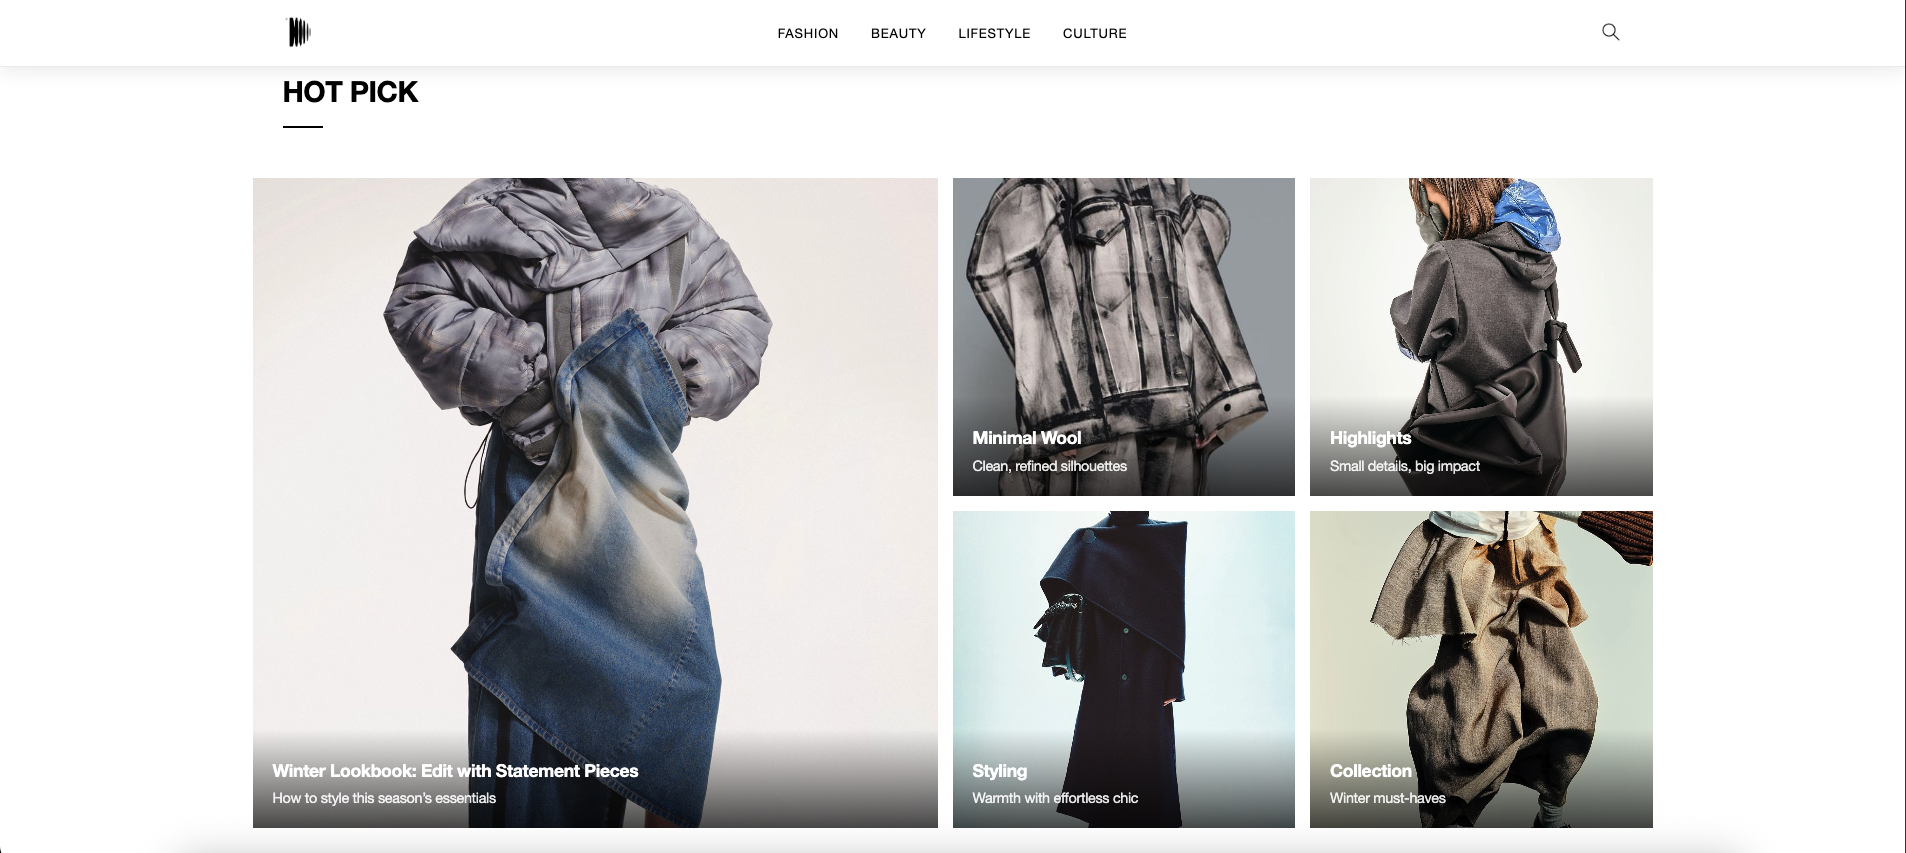 FASHION BEAUTY LIFESTYLE CULTURE
HOT PICK
Winter Lookbook: Edit with Statement Pieces
How to style this season's essentials
Minimal Wool
Clean, refined silhouettes
Highlights
Small details, big impact
Styling
Warmth with effortless chic
Collection
Winter must-haves